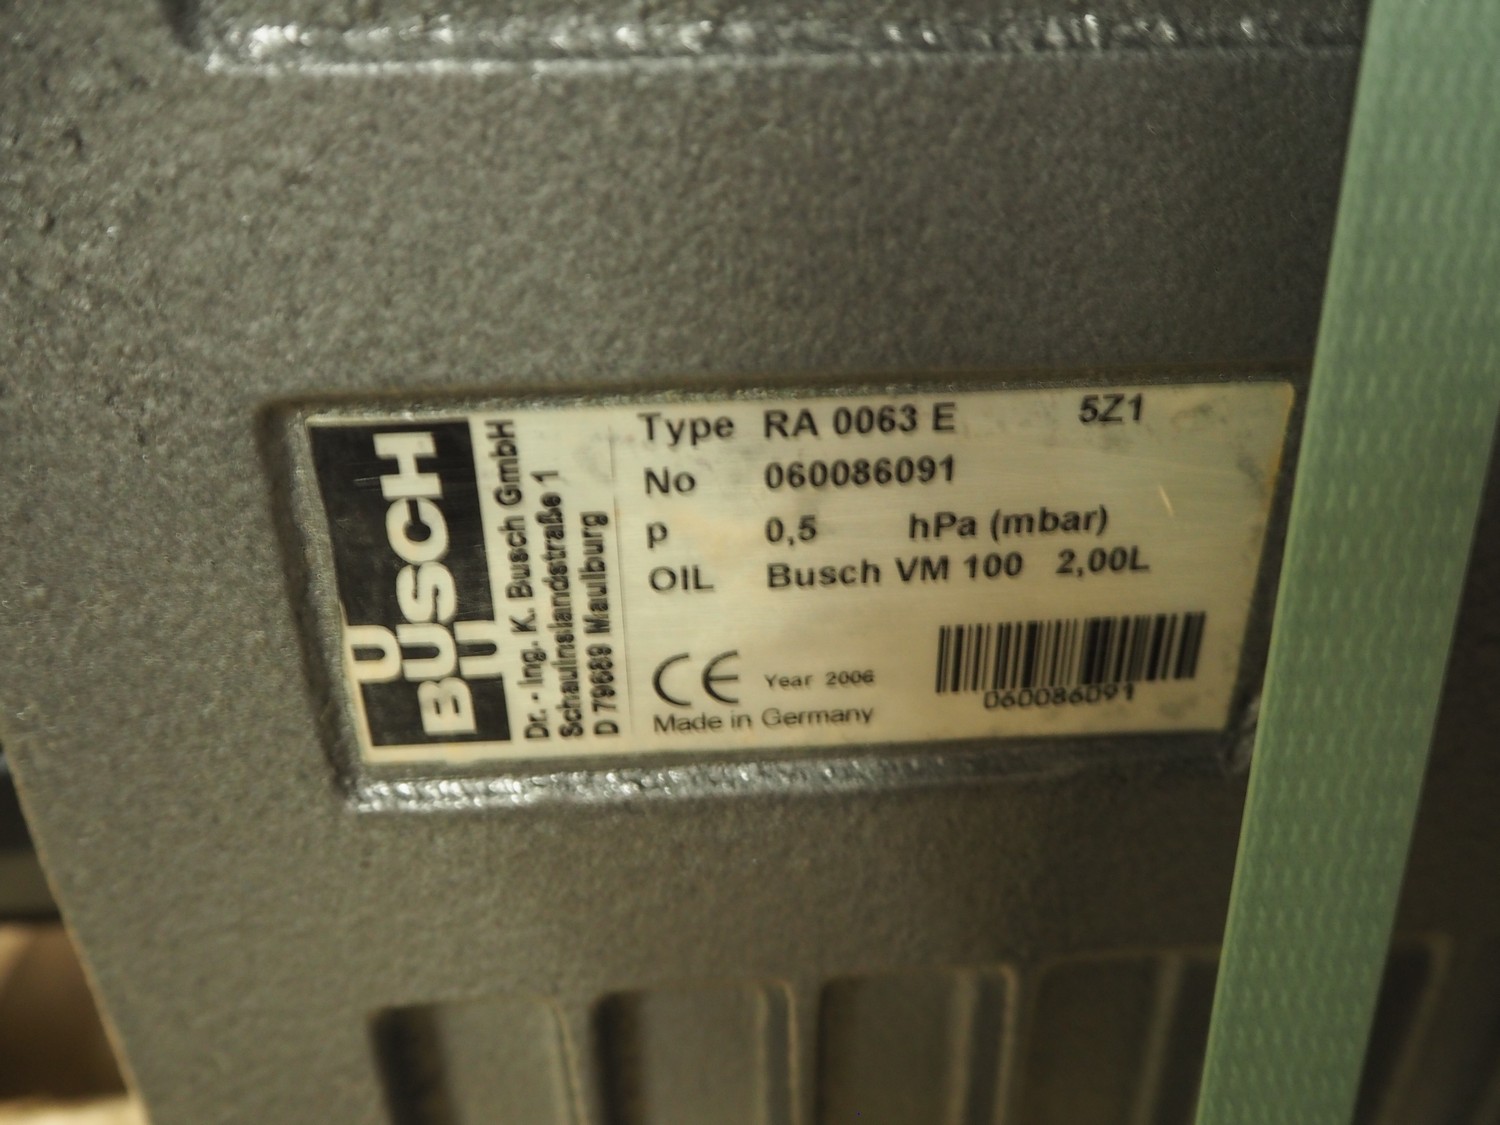 BUSCH
Dr. - Ing. K. Busch GmbH
Schauinslandstraße 1
D 79689 Maulburg
Type RA 0063 E 5Z1
No 060086091
p 0,5 hPa (mbar)
OIL Busch VM 100 2,00L
CE Year 2006
Made in Germany
060086091